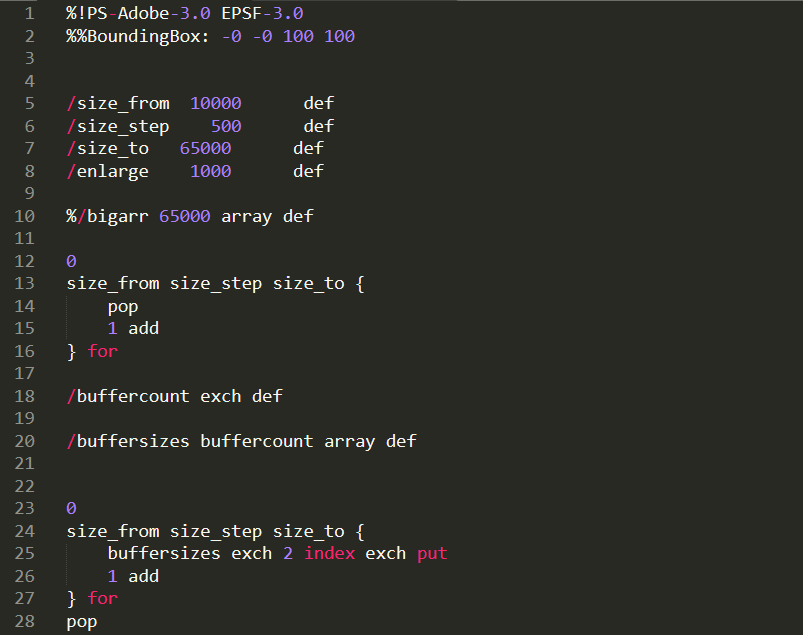 1 %!PS-Adobe-3.0 EPSF-3.0
2 %%BoundingBox: -0 -0 100 100
3
4
5 /size_from  10000      def
6 /size_step    500      def
7 /size_to   65000      def
8 /enlarge    1000      def
9
10 %/bigarr 65000 array def
11
12 0
13 size_from size_step size_to {
14     pop
15     1 add
16 } for
17
18 /buffercount exch def
19
20 /buffersizes buffercount array def
21
22
23 0
24 size_from size_step size_to {
25     buffersizes exch 2 index exch put
26     1 add
27 } for
28 pop